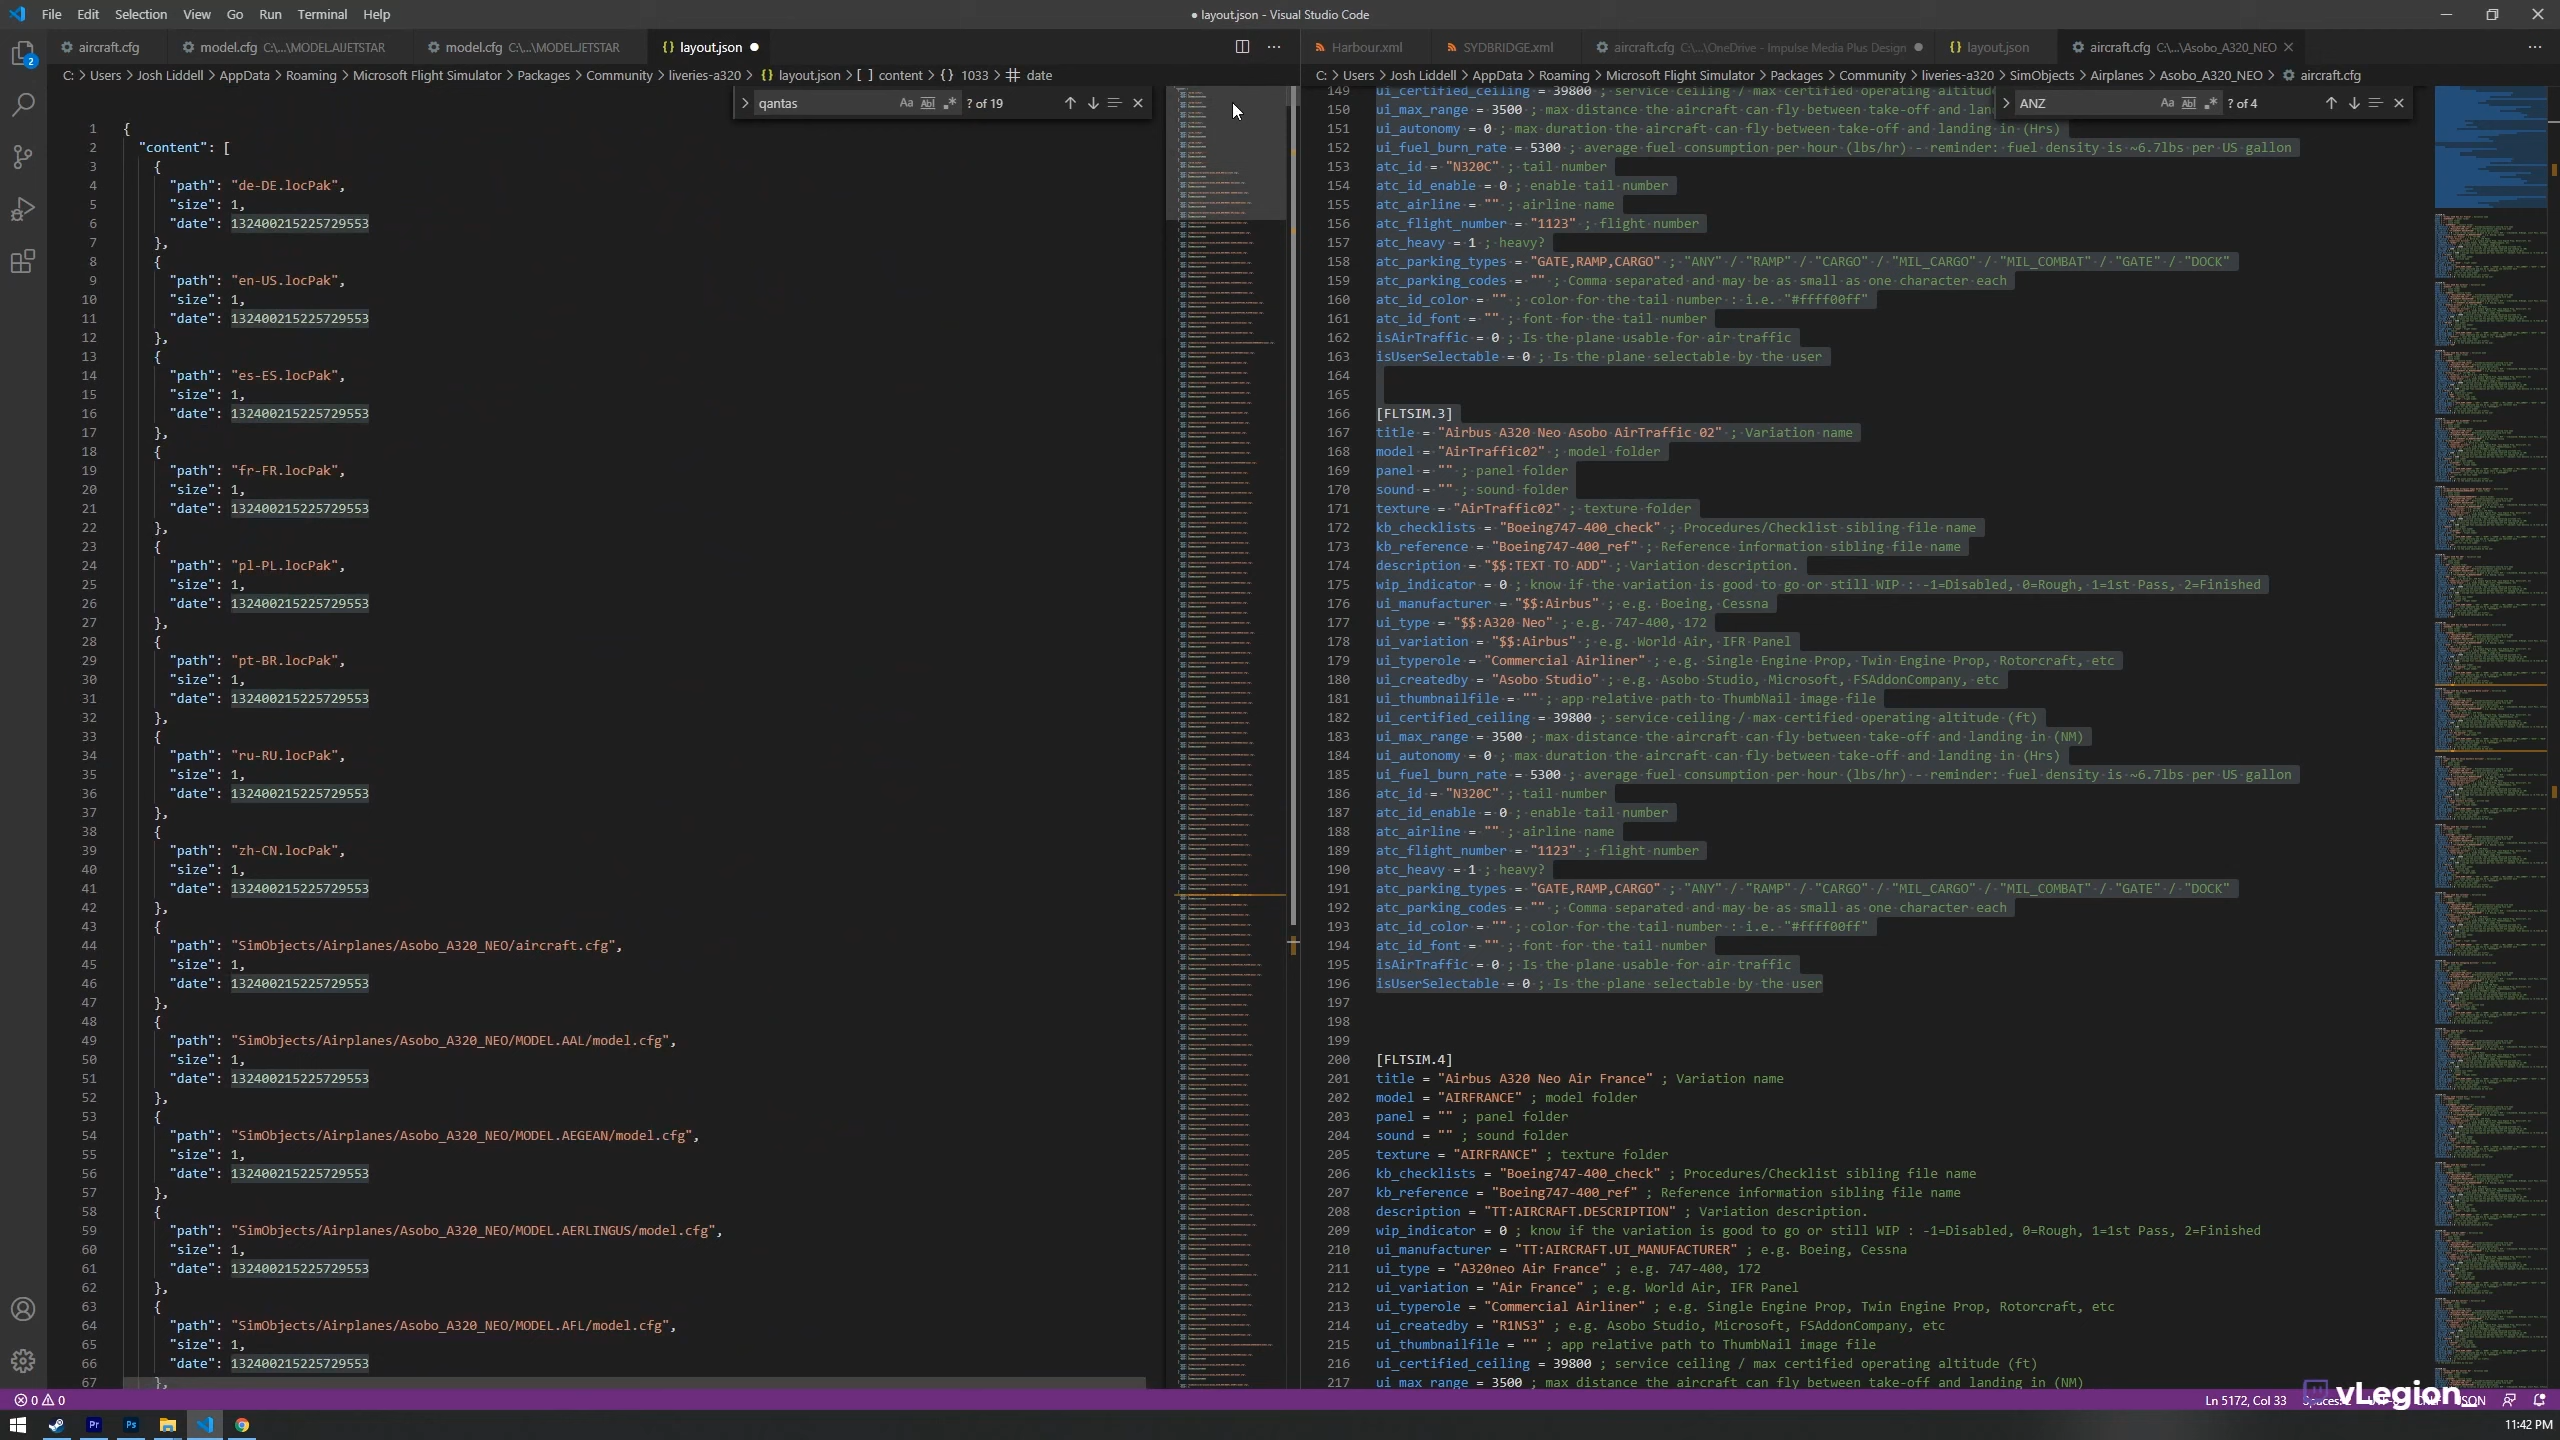 File Edit Selection View Go Run Terminal Help
● layout.json - Visual Studio Code
aircraft.cfg
model.cfg C:\...\MODEL.AUJETSTAR
model.cfg C:\...\MODEL.JETSTAR
{} layout.json ●
C: > Users > Josh Liddell > AppData > Roaming > Microsoft Flight Simulator > Packages > Community > liveries-a320 > {} layout.json > [ ] content > {} 1033 > # date
qantas
Aa Abl .* ? of 19
1 {
2 "content": [
3 {
4 "path": "de-DE.locPak",
5 "size": 1,
6 "date": 132400215225729553
7 },
8 {
9 "path": "en-US.locPak",
10 "size": 1,
11 "date": 132400215225729553
12 },
13 {
14 "path": "es-ES.locPak",
15 "size": 1,
16 "date": 132400215225729553
17 },
18 {
19 "path": "fr-FR.locPak",
20 "size": 1,
21 "date": 132400215225729553
22 },
23 {
24 "path": "pl-PL.locPak",
25 "size": 1,
26 "date": 132400215225729553
27 },
28 {
29 "path": "pt-BR.locPak",
30 "size": 1,
31 "date": 132400215225729553
32 },
33 {
34 "path": "ru-RU.locPak",
35 "size": 1,
36 "date": 132400215225729553
37 },
38 {
39 "path": "zh-CN.locPak",
40 "size": 1,
41 "date": 132400215225729553
42 },
43 {
44 "path": "SimObjects/Airplanes/Asobo_A320_NEO/aircraft.cfg",
45 "size": 1,
46 "date": 132400215225729553
47 },
48 {
49 "path": "SimObjects/Airplanes/Asobo_A320_NEO/MODEL.AAL/model.cfg",
50 "size": 1,
51 "date": 132400215225729553
52 },
53 {
54 "path": "SimObjects/Airplanes/Asobo_A320_NEO/MODEL.AEGEAN/model.cfg",
55 "size": 1,
56 "date": 132400215225729553
57 },
58 {
59 "path": "SimObjects/Airplanes/Asobo_A320_NEO/MODEL.AERLINGUS/model.cfg",
60 "size": 1,
61 "date": 132400215225729553
62 },
63 {
64 "path": "SimObjects/Airplanes/Asobo_A320_NEO/MODEL.AFL/model.cfg",
65 "size": 1,
66 "date": 132400215225729553
67 },
Harbour.xml
SYDBRIDGE.xml
aircraft.cfg C:\...\OneDrive - Impulse Media Plus Design ●
{} layout.json
aircraft.cfg C:\...\Asobo_A320_NEO
C: > Users > Josh Liddell > AppData > Roaming > Microsoft Flight Simulator > Packages > Community > liveries-a320 > SimObjects > Airplanes > Asobo_A320_NEO > aircraft.cfg
ANZ
Aa Abl .* ? of 4
149 ui_certified_ceiling = 39800 ; service ceiling / max certified operating altitude
150 ui_max_range = 3500 ; max distance the aircraft can fly between take-off and land
151 ui_autonomy = 0 ; max duration the aircraft can fly between take-off and landing in (Hrs)
152 ui_fuel_burn_rate = 5300 ; average fuel consumption per hour (lbs/hr) - reminder: fuel density is ~6.7lbs per US gallon
153 atc_id = "N320C" ; tail number
154 atc_id_enable = 0 ; enable tail number
155 atc_airline = "" ; airline name
156 atc_flight_number = "1123" ; flight number
157 atc_heavy = 1 ; heavy?
158 atc_parking_types = "GATE,RAMP,CARGO" ; "ANY" / "RAMP" / "CARGO" / "MIL_CARGO" / "MIL_COMBAT" / "GATE" / "DOCK"
159 atc_parking_codes = "" ; Comma separated and may be as small as one character each
160 atc_id_color = "" ; color for the tail number : i.e. "#ffff00ff"
161 atc_id_font = "" ; font for the tail number
162 isAirTraffic = 0 ; Is the plane usable for air traffic
163 isUserSelectable = 0 ; Is the plane selectable by the user
164
165
166 [FLTSIM.3]
167 title = "Airbus A320 Neo Asobo AirTraffic 02" ; Variation name
168 model = "AirTraffic02" ; model folder
169 panel = "" ; panel folder
170 sound = "" ; sound folder
171 texture = "AirTraffic02" ; texture folder
172 kb_checklists = "Boeing747-400_check" ; Procedures/Checklist sibling file name
173 kb_reference = "Boeing747-400_ref" ; Reference information sibling file name
174 description = "$$:TEXT TO ADD" ; Variation description.
175 wip_indicator = 0 ; know if the variation is good to go or still WIP : -1=Disabled, 0=Rough, 1=1st Pass, 2=Finished
176 ui_manufacturer = "$$:Airbus" ; e.g. Boeing, Cessna
177 ui_type = "$$:A320 Neo" ; e.g. 747-400, 172
178 ui_variation = "$$:Airbus" ; e.g. World Air, IFR Panel
179 ui_typerole = "Commercial Airliner" ; e.g. Single Engine Prop, Twin Engine Prop, Rotorcraft, etc
180 ui_createdby = "Asobo Studio" ; e.g. Asobo Studio, Microsoft, FSAddonCompany, etc
181 ui_thumbnailfile = "" ; app relative path to ThumbNail image file
182 ui_certified_ceiling = 39800 ; service ceiling / max certified operating altitude (ft)
183 ui_max_range = 3500 ; max distance the aircraft can fly between take-off and landing in (NM)
184 ui_autonomy = 0 ; max duration the aircraft can fly between take-off and landing in (Hrs)
185 ui_fuel_burn_rate = 5300 ; average fuel consumption per hour (lbs/hr) - reminder: fuel density is ~6.7lbs per US gallon
186 atc_id = "N320C" ; tail number
187 atc_id_enable = 0 ; enable tail number
188 atc_airline = "" ; airline name
189 atc_flight_number = "1123" ; flight number
190 atc_heavy = 1 ; heavy?
191 atc_parking_types = "GATE,RAMP,CARGO" ; "ANY" / "RAMP" / "CARGO" / "MIL_CARGO" / "MIL_COMBAT" / "GATE" / "DOCK"
192 atc_parking_codes = "" ; Comma separated and may be as small as one character each
193 atc_id_color = "" ; color for the tail number : i.e. "#ffff00ff"
194 atc_id_font = "" ; font for the tail number
195 isAirTraffic = 0 ; Is the plane usable for air traffic
196 isUserSelectable = 0 ; Is the plane selectable by the user
197
198
199
200 [FLTSIM.4]
201 title = "Airbus A320 Neo Air France" ; Variation name
202 model = "AIRFRANCE" ; model folder
203 panel = "" ; panel folder
204 sound = "" ; sound folder
205 texture = "AIRFRANCE" ; texture folder
206 kb_checklists = "Boeing747-400_check" ; Procedures/Checklist sibling file name
207 kb_reference = "Boeing747-400_ref" ; Reference information sibling file name
208 description = "TT:AIRCRAFT.DESCRIPTION" ; Variation description.
209 wip_indicator = 0 ; know if the variation is good to go or still WIP : -1=Disabled, 0=Rough, 1=1st Pass, 2=Finished
210 ui_manufacturer = "TT:AIRCRAFT.UI_MANUFACTURER" ; e.g. Boeing, Cessna
211 ui_type = "A320neo Air France" ; e.g. 747-400, 172
212 ui_variation = "Air France" ; e.g. World Air, IFR Panel
213 ui_typerole = "Commercial Airliner" ; e.g. Single Engine Prop, Twin Engine Prop, Rotorcraft, etc
214 ui_createdby = "R1NS3" ; e.g. Asobo Studio, Microsoft, FSAddonCompany, etc
215 ui_thumbnailfile = "" ; app relative path to ThumbNail image file
216 ui_certified_ceiling = 39800 ; service ceiling / max certified operating altitude (ft)
217 ui_max_range = 3500 ; max distance the aircraft can fly between take-off and landing in (NM)
2
0 0
Ln 5172, Col 33
vLegion_
Pr Ps
11:42 PM